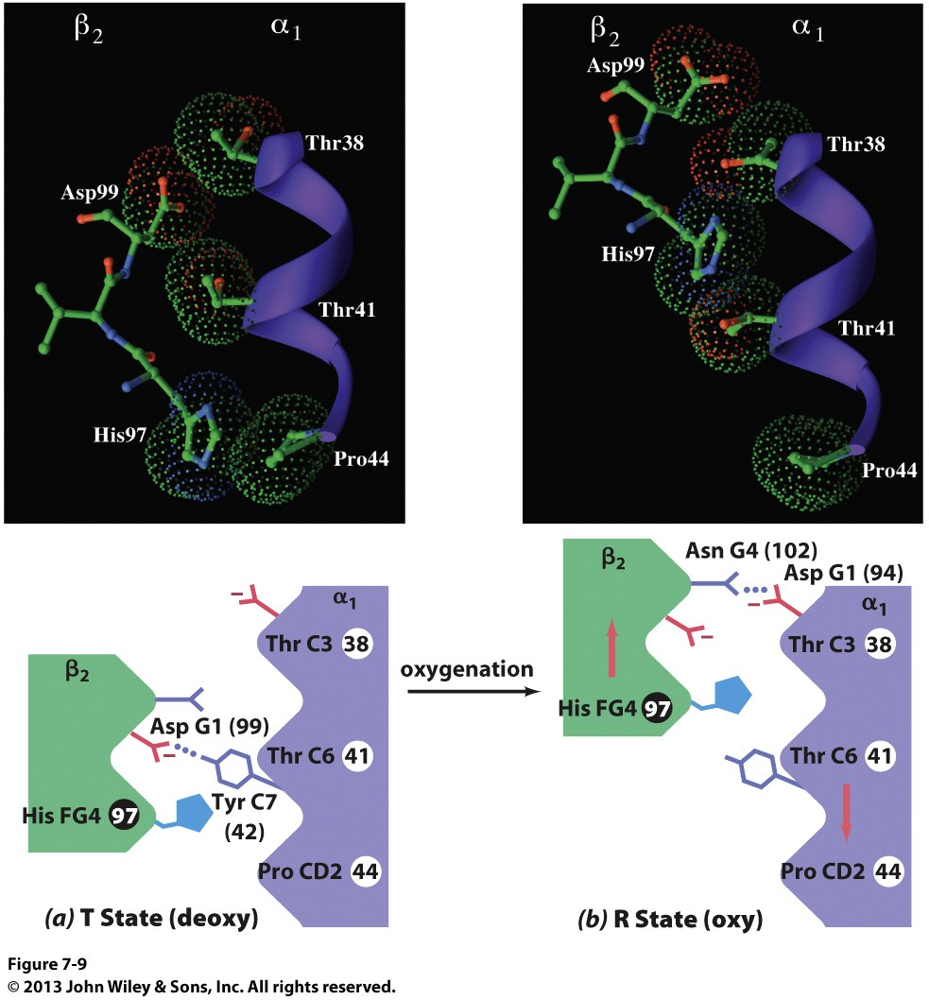 β2 α1
Thr38
Asp99
Thr41
His97
Pro44
β2 α1
Asp99
Thr38
His97
Thr41
Pro44
α1
−
Thr C3 38
β2
Asp G1 (99)
−
Thr C6 41
Tyr C7
(42)
His FG4 97
Pro CD2 44
(a) T State (deoxy)
oxygenation
Asn G4 (102)
β2
Asp G1 (94)
−
α1
−
Thr C3 38
His FG4 97
Thr C6 41
Pro CD2 44
(b) R State (oxy)
Figure 7-9
© 2013 John Wiley & Sons, Inc. All rights reserved.